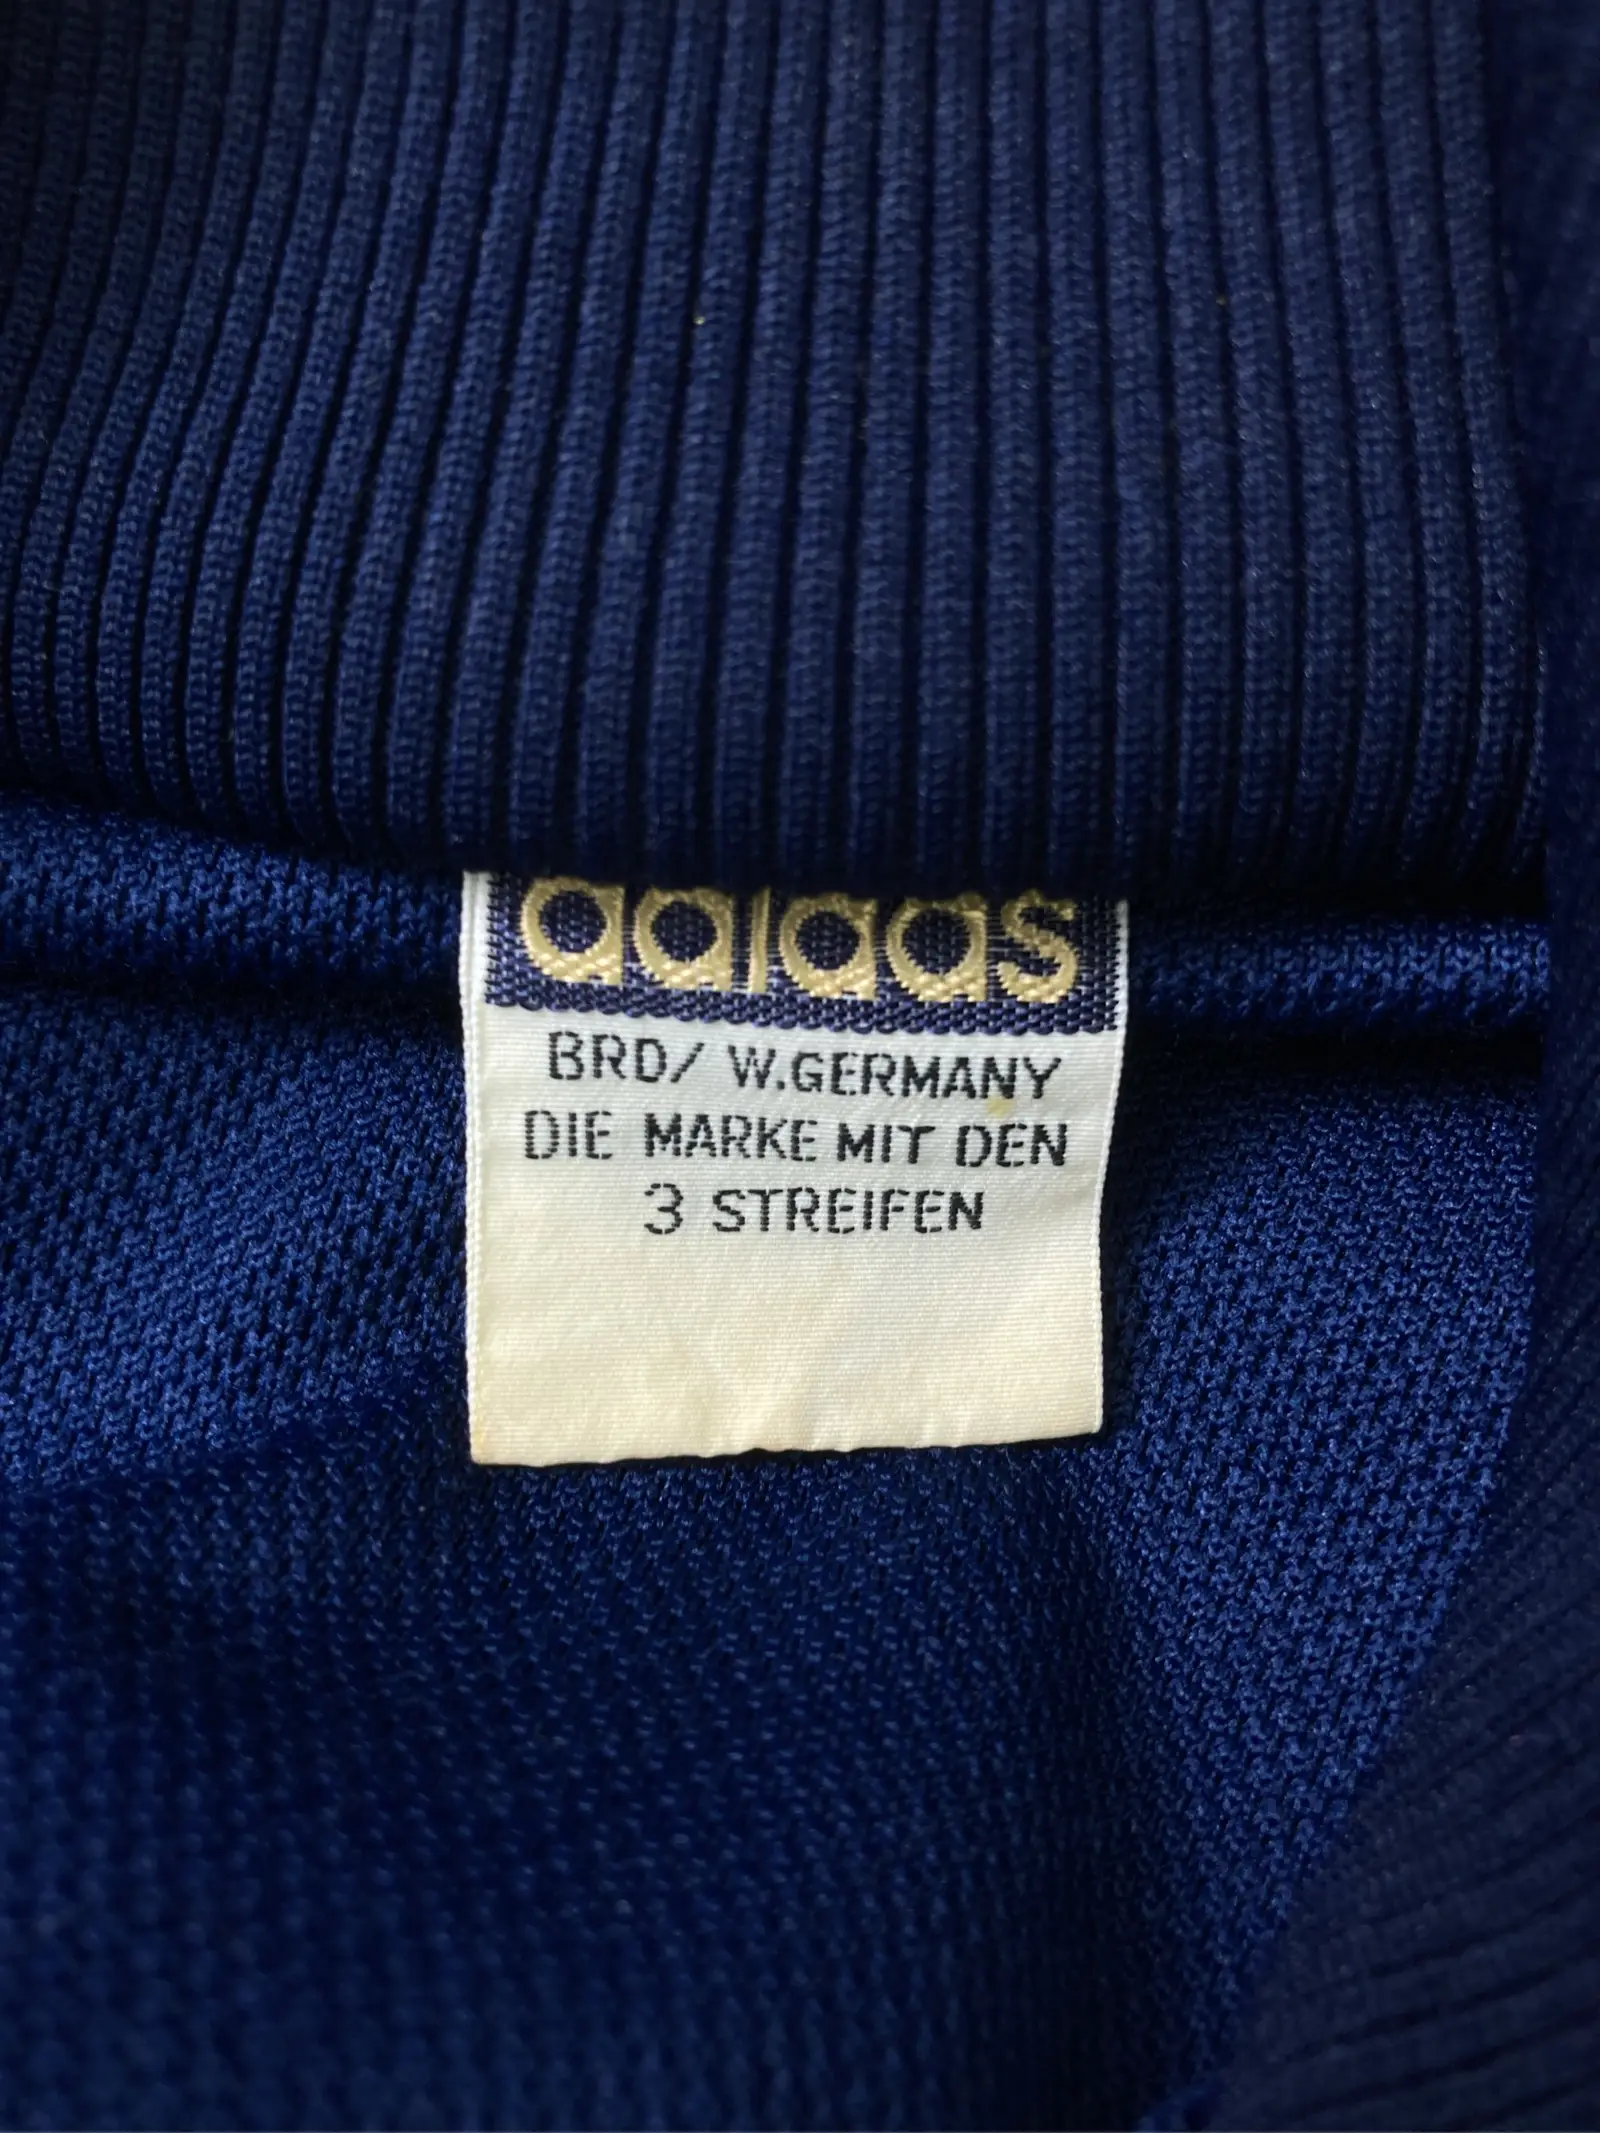 adidas
BRD/ W.GERMANY
DIE MARKE MIT DEN
3 STREIFEN